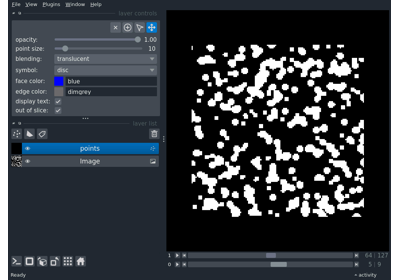 File View Plugins Window Help
layer controls
opacity: 1.00
point size: 10
blending: translucent
symbol: disc
face color: blue
edge color: dimgrey
display text:
out of slice:
layer list
points
Image
1 64 127
0 5 9
Ready activity